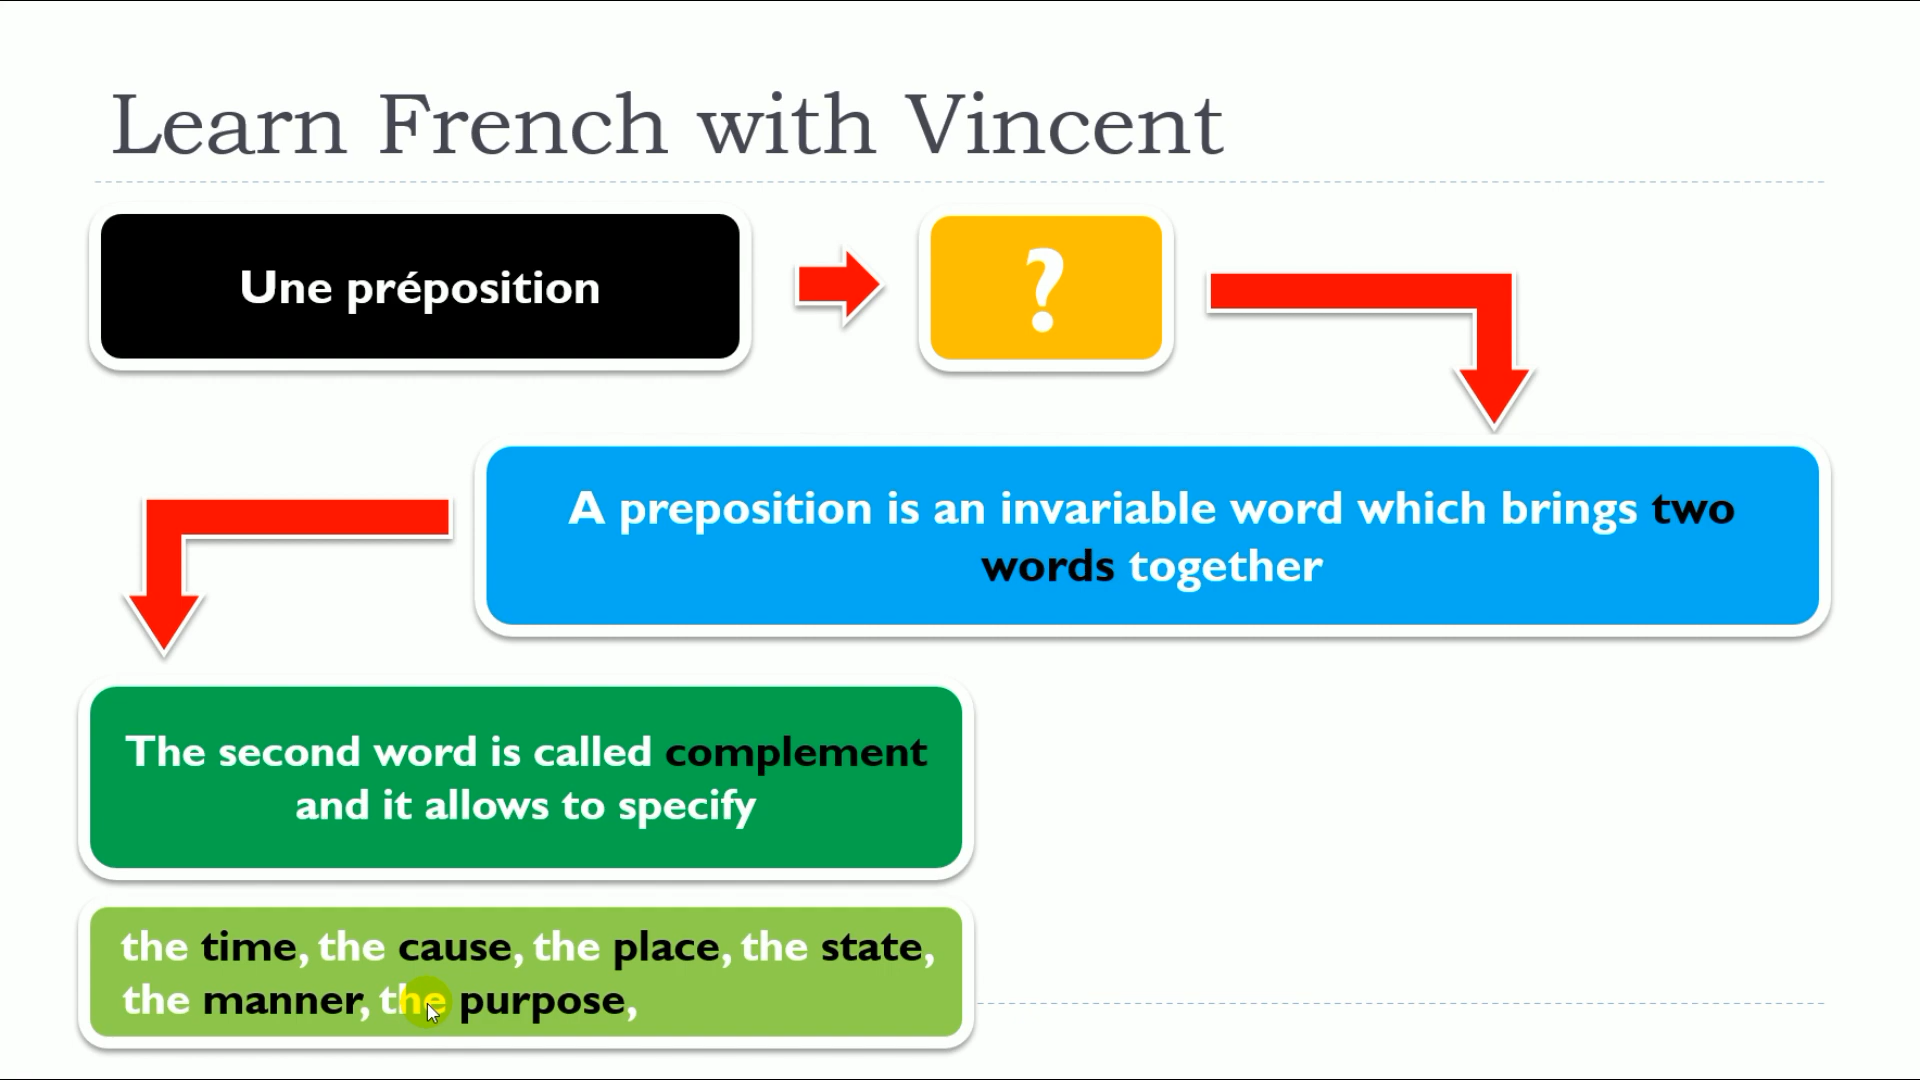 Learn French with Vincent
Une préposition
?
A preposition is an invariable word which brings two
words together
The second word is called complement
and it allows to specify
the time, the cause, the place, the state,
the manner, the purpose,